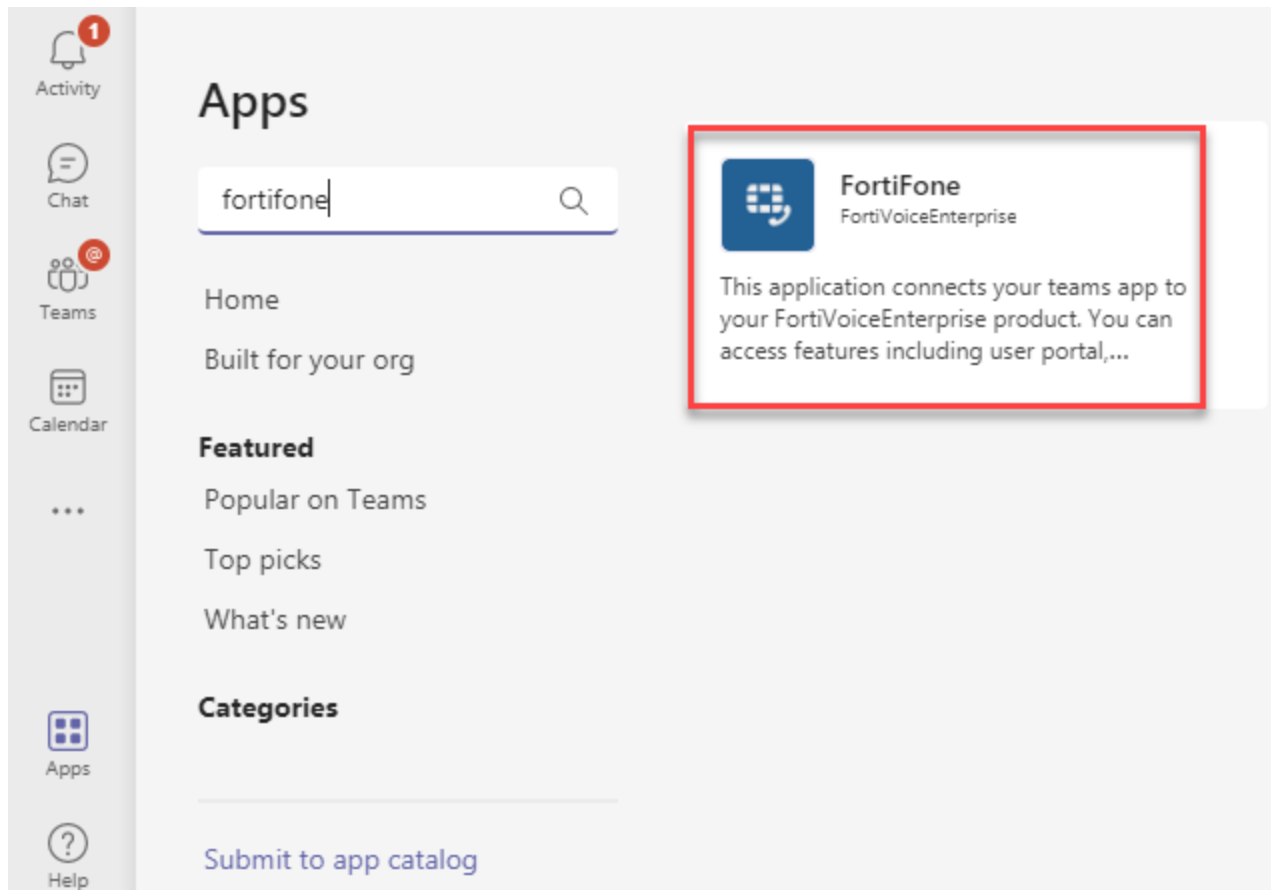 1
Activity
Chat
@
Teams
Calendar
Apps
Help
Apps
fortifone
Home
Built for your org
Featured
Popular on Teams
Top picks
What's new
Categories
Submit to app catalog
FortiFone
FortiVoiceEnterprise
This application connects your teams app to
your FortiVoiceEnterprise product. You can
access features including user portal,...